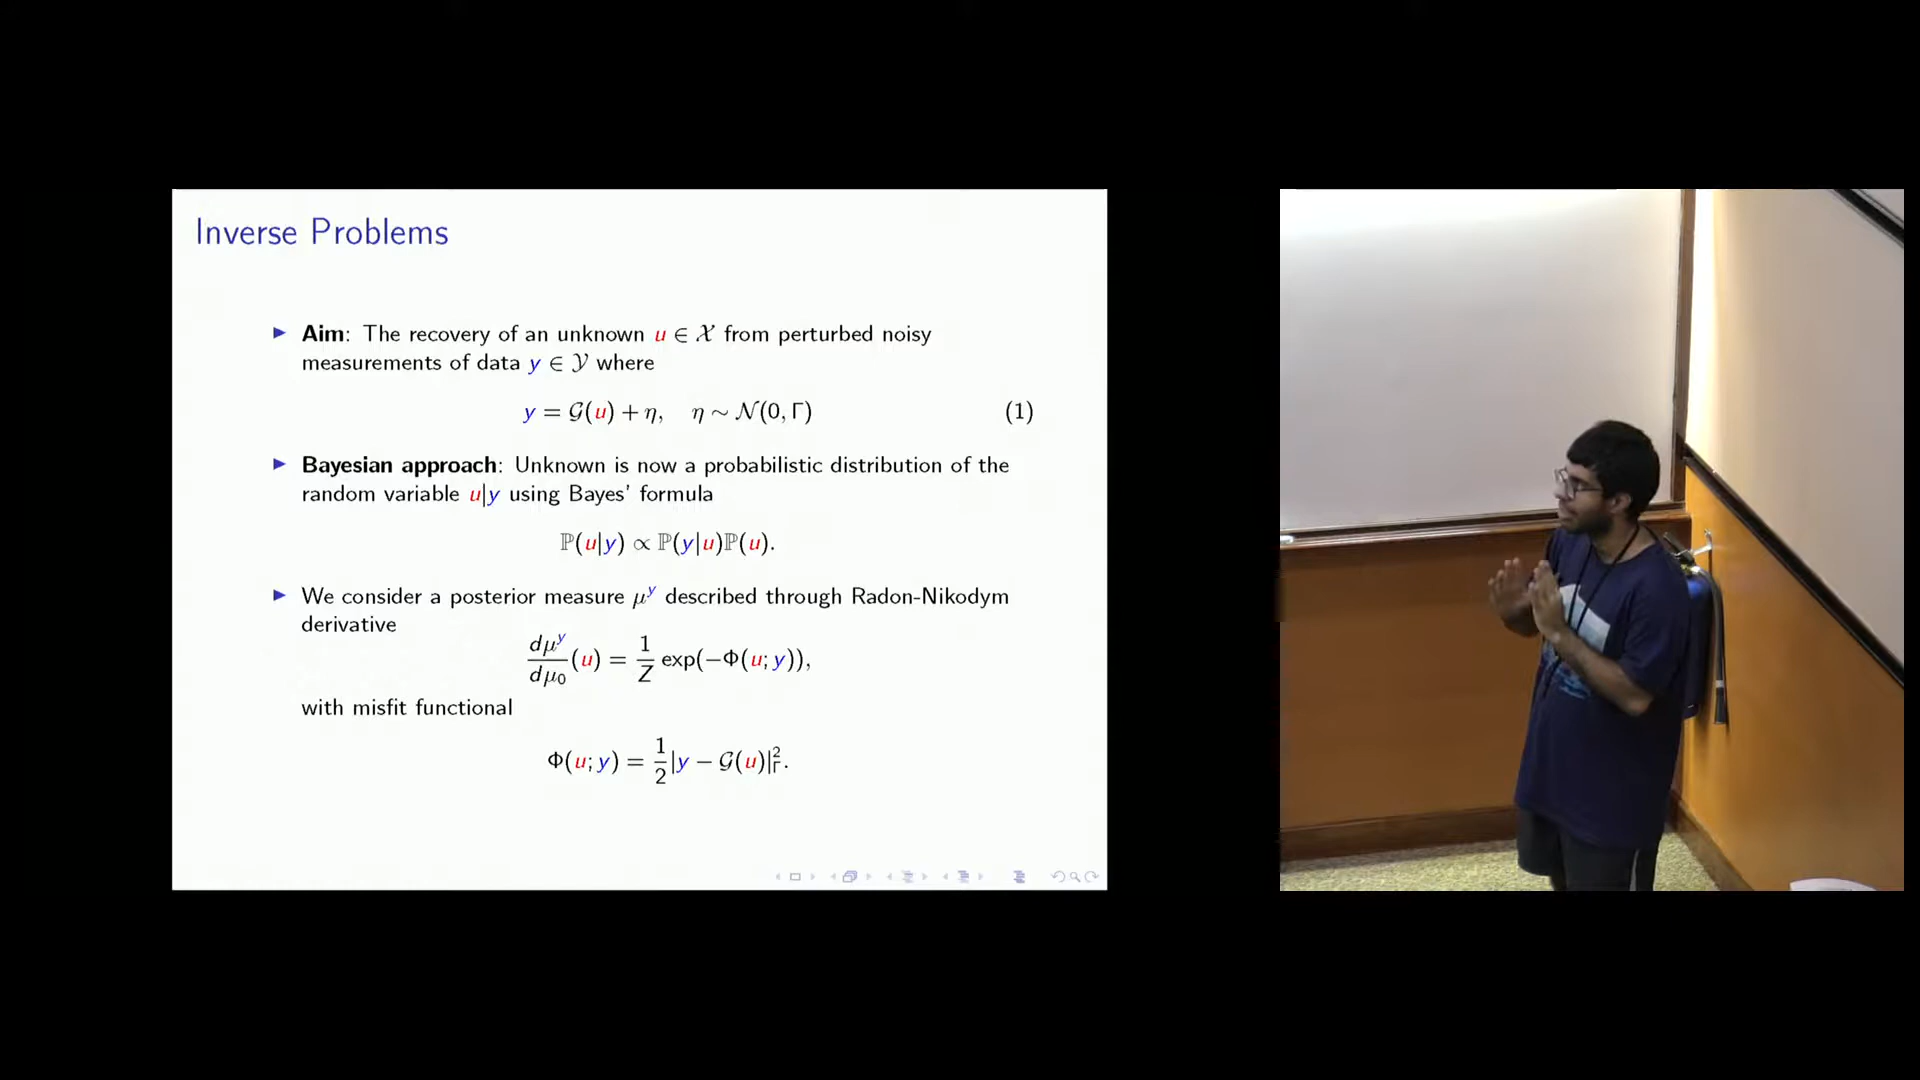 Inverse Problems
▶ Aim: The recovery of an unknown u ∈ 𝒳 from perturbed noisy
measurements of data y ∈ 𝒴 where
y = 𝒢(u) + η, η ∼ 𝒩(0, Γ) (1)
▶ Bayesian approach: Unknown is now a probabilistic distribution of the
random variable u|y using Bayes' formula
ℙ(u|y) ∝ ℙ(y|u)ℙ(u).
▶ We consider a posterior measure μ^y described through Radon-Nikodym
derivative
dμ^y/dμ₀ (u) = 1/Z exp(−Φ(u; y)),
with misfit functional
Φ(u; y) = 1/2 |y − 𝒢(u)|²_Γ.